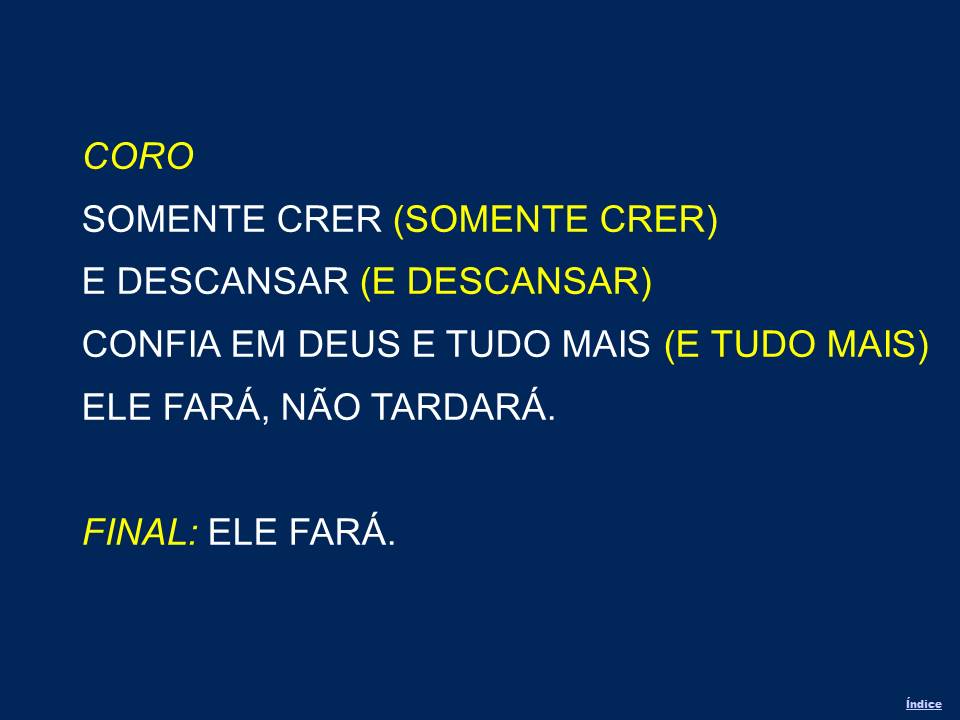 CORO
SOMENTE CRER (SOMENTE CRER)
E DESCANSAR (E DESCANSAR)
CONFIA EM DEUS E TUDO MAIS (E TUDO MAIS)
ELE FARÁ, NÃO TARDARÁ.
FINAL: ELE FARÁ.
Índice